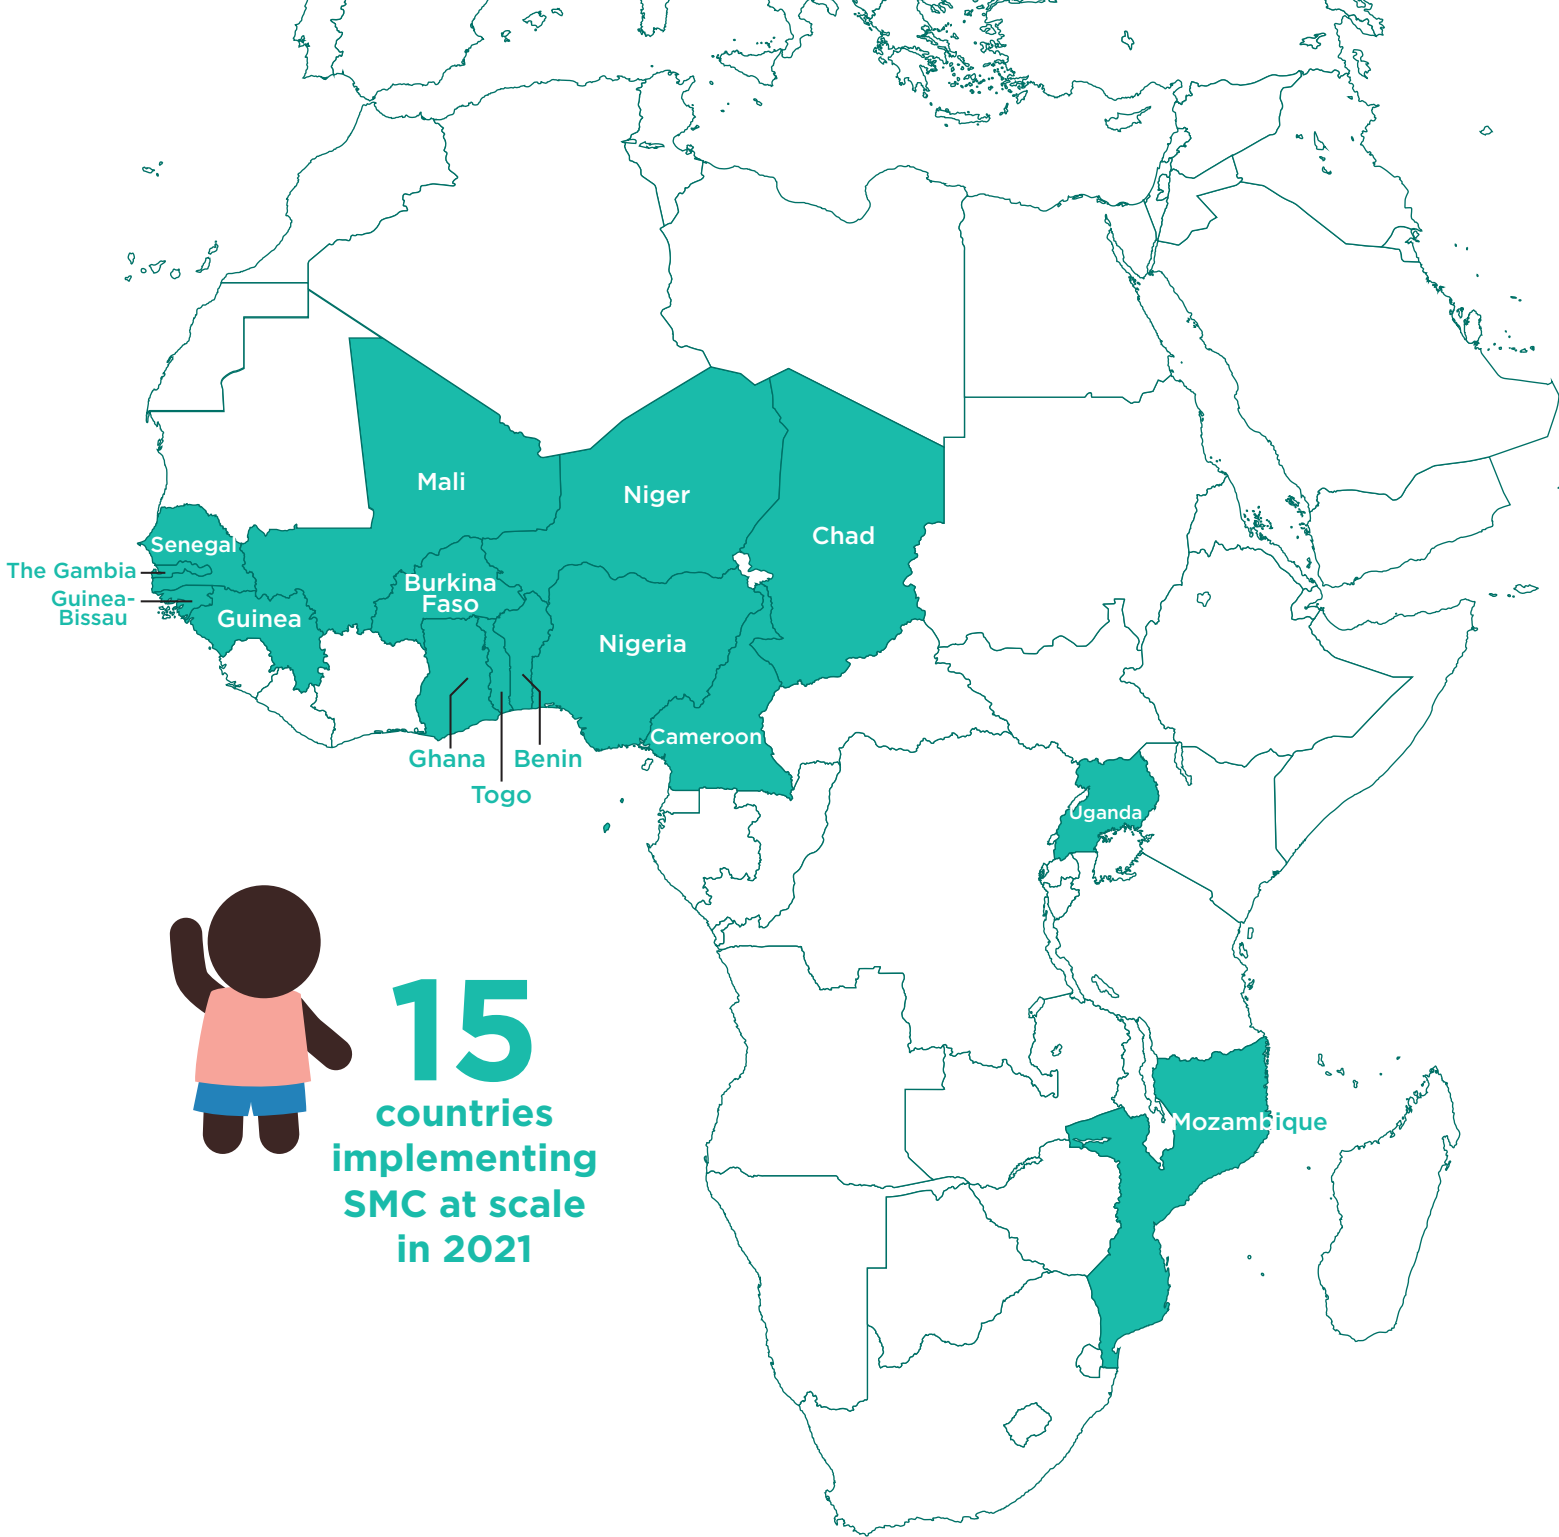 Mali
Niger
Chad
Senegal
The Gambia
Guinea-
Bissau
Guinea
Burkina
Faso
Nigeria
Cameroon
Ghana
Benin
Togo
Uganda
Mozambique
15
countries
implementing
SMC at scale
in 2021